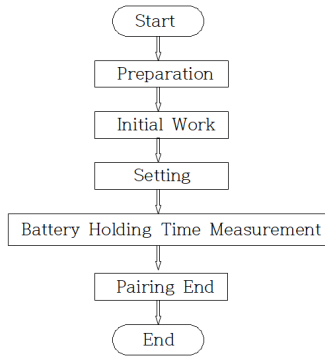 Start
Preparation
Initial Work
Setting
Battery Holding Time Measurement
Pairing End
End